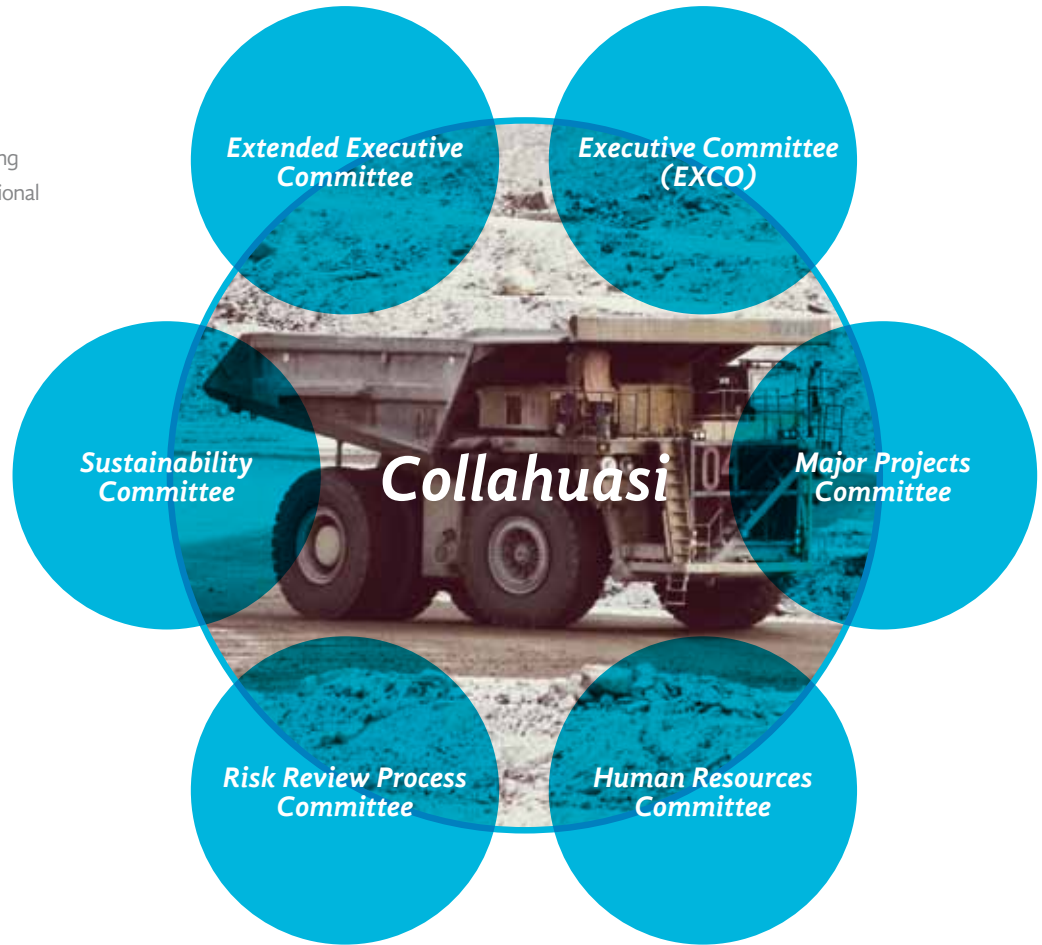 ng
ional
Extended Executive
Committee
Executive Committee
(EXCO)
Sustainability
Committee
Collahuasi
Major Projects
Committee
Risk Review Process
Committee
Human Resources
Committee